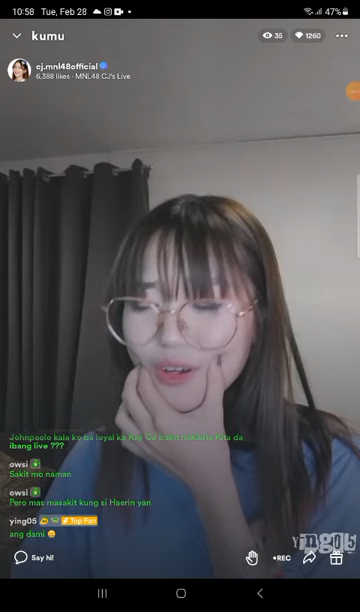 10:58 Tue, Feb 28 47%
kumu
35 1260
cj.mnl48official
6,388 likes · MNL48 CJ's Live
Johnpaolo kala ko ba loyal ka Kay CJ bakit nakikita Kita da
ibang live ???
owsi
Sakit mo naman
owsi
Pero mas masakit kung si Haerin yan
ying05 Top Fan
ang dami
Ying05
Say hi!
•REC